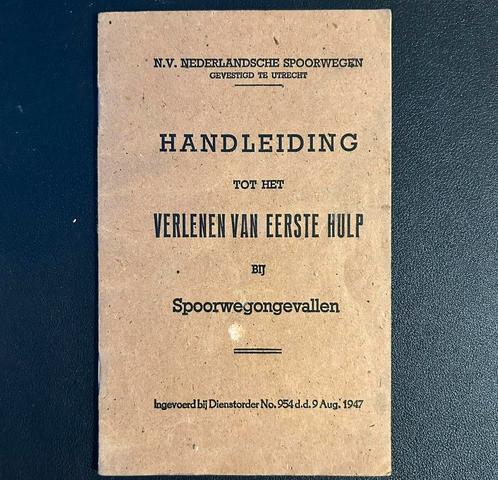 N.V. NEDERLANDSCHE SPOORWEGEN
GEVESTIGD TE UTRECHT
HANDLEIDING
TOT HET
VERLENEN VAN EERSTE HULP
BIJ
Spoorwegongevallen
Ingevoerd bij Dienstorder No. 954 d.d. 9 Aug. 1947